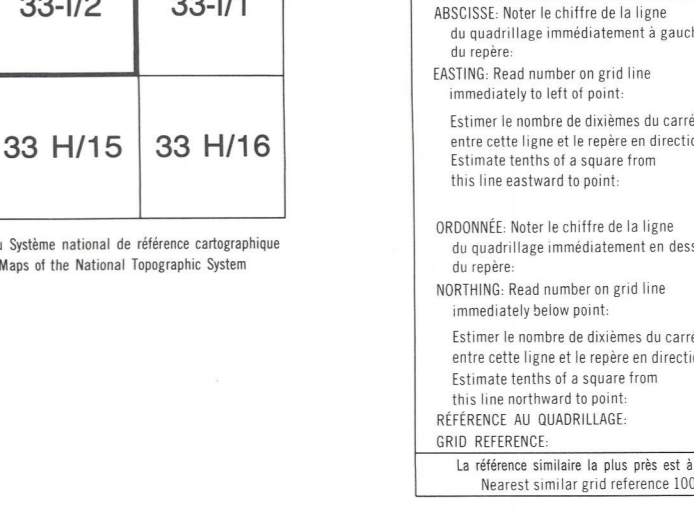 33-I/2 33-I/1
33 H/15 33 H/16
Système national de référence cartographique
Maps of the National Topographic System
ABSCISSE: Noter le chiffre de la ligne
du quadrillage immédiatement à
du repère:
EASTING: Read number on grid line
immediately to left of point:
Estimer le nombre de dixièmes du carré
entre cette ligne et le repère en
Estimate tenths of a square from
this line eastward to point:
ORDONNÉE: Noter le chiffre de la ligne
du quadrillage immédiatement en
du repère:
NORTHING: Read number on grid line
immediately below point:
Estimer le nombre de dixièmes du carré
entre cette ligne et le repère en
Estimate tenths of a square from
this line northward to point:
RÉFÉRENCE AU QUADRILLAGE:
GRID REFERENCE:
La référence similaire la plus près est à
Nearest similar grid reference